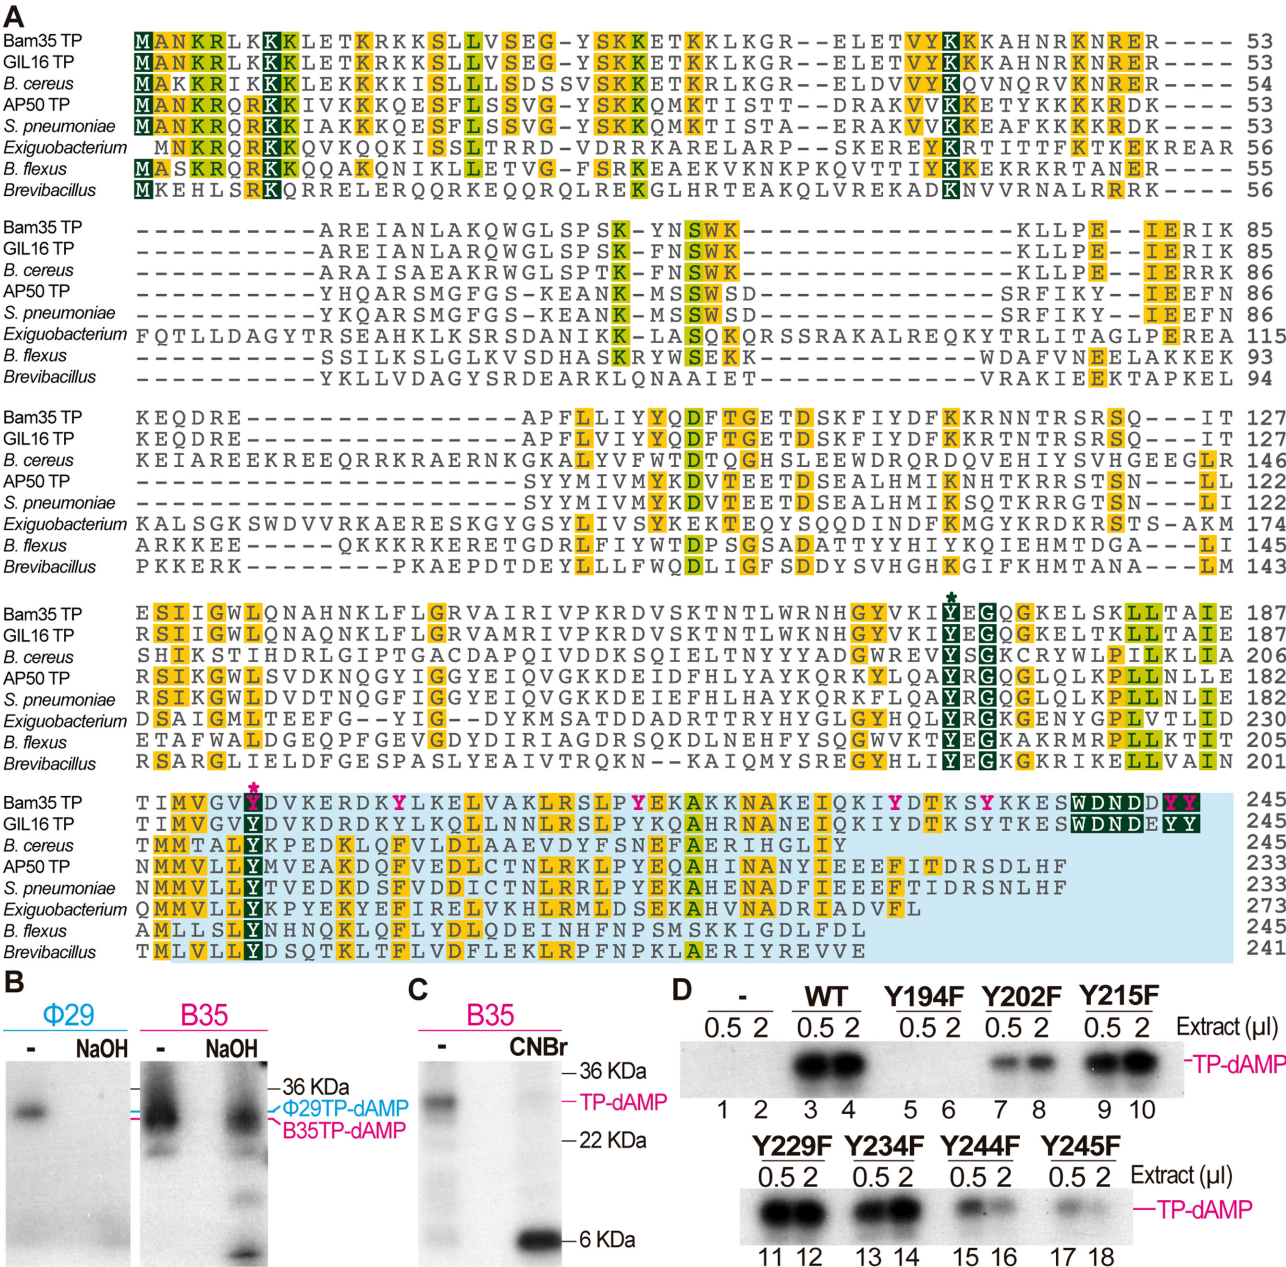 A
Bam35 TP MANKRLKKKLETKRKKSLLVSEG-YSKKETKKLKGR--ELETVYKKKAHNRKNRER---- 53
GIL16 TP MANKRLKKKLETKRKKSLLVSEG-YSKKETKKLKGR--ELETVYKKKAHNRKNRER---- 53
B. cereus MAKKRIKKKLEKKKKISLLLSDSSVSKKETKRLKGR--ELDVVYKQVNQRVKNRER---- 54
AP50 TP MANKRQRKKIVKKKQESFLSSVG-YSKKQMKTISTT--DRAKVVKKETYKKKKRDK---- 53
S. pneumoniae MANKRQRKKIAKKKQESFLSSVG-YSKKQMKTISTA--ERAKVVKKEAFKKKKRDK---- 53
Exiguobacterium MNKRQRKKQVKQQKISSLTRRD-VDRRKARELRAMP--SKEREYKRTITTFKTKEKREAR 56
B. flexus MASKRLRKKQQAKQNIKLLETVG-FSRKEAEKVKNKPKQVTTIYKKEKRKRTANER---- 55
Brevibacillus MKEHLSRKQRRELERQQRKEQQRQLREKGLHRTEAKQLVREKADKNVVRKNALRRK---- 56
Bam35 TP ----------AREIANLAKQWGLSPSK-YNSWK---------------KLLPE--IERIK 85
GIL16 TP ----------AREIANLAKQWGLSPSK-YNSWK---------------KLLPE--IERIK 85
B. cereus ----------ARAISAEAKRWGLSPTK-FNSWK---------------KLLPE--IERRK 86
AP50 TP ----------YHQARSMGFGS-KEANK-MSSWSD-------------SRFIKY--IEEFN 86
S. pneumoniae ----------YKQARSMGFGS-KEANK-MSSWSD-------------SRFIKY--IEEFN 86
Exiguobacterium FQTLLDAGYTRSEAHKLKSRSDANIKK-LASQKQRSSRAKALREQKYTRLITAGLPEREA 115
B. flexus ----------SSILKSLGLKVSDHASKRYWSEKK------------WDAFVNEELAKKEK 93
Brevibacillus ----------YKLLVDAGYSRDEARKLQNAAIET------------VRAKIEEKTAPKEL 94
Bam35 TP KEQDRE---------------APFLLIYYQDFTGETDSKFIYDFKKRNNTRSRSQ---IT 127
GIL16 TP KEQDRE---------------APFLVIYYQDFTGETDSKFIYDFKKRTNTRSRSQ---IT 127
B. cereus KEIAREEKREEQRRKRAERNKGKALYVFWTDTQGHSLEEWDRQRDQVEHIYSVHGEEGLR 146
AP50 TP ---------------------SYYMIVMYKDVTEETDSEALHMIKNHTKRRSTSN---LL 122
S. pneumoniae ---------------------SYYMIVMYKDVTEETDSEALHMIKSQTKRRGTSN---LI 122
Exiguobacterium KALSGKSWDVVRKAERESKGYGSYLIVSYKEKTEQYSQQDINDFKMGYKRDKRSTS-AKM 174
B. flexus ARKKEE-----QKKKRKERETGDRLFIYWTDPSGSADATTYYHIYKQIEHMTDGA---LI 145
Brevibacillus PKKERK--------PKAEPDTDEYLLLFWQDLIGFSDDYSVHGHKGIFKHMTANA---LM 143
*
Bam35 TP ESIIGWLQNAHNKLFLGRVAIRIVPKRDVSKTNTLWRNHGYVKIYEGQGKELSKLLTAIE 187
GIL16 TP RSIIGWLQNAQNKLFLGRVAMRIVPKRDVSKTNTLWKNHGYVKIYEGQGKELTKLLTAIE 187
B. cereus SHIKSTIHDRLGIPTGACDAPQVIDDKSQIELTNYYYADGWREVYSGKCRYWLPILKLIA 206
AP50 TP RSIKGWLSVDKNQGYIGGYEIQVGKKDEIDFHLYAYKQRKYLQAYRGQGLQLKPLLNLLE 182
S. pneumoniae RSIKGWLDVDTNQGFIGGYEIQVGKKDEIEFHLHAYKQRKFLQAYRGQGLQLKPLLNLIE 182
Exiguobacterium DSAIGMLTEEFG--YIG--DYKMSATDDADRTTRYHYGLGYHQLYRGKGENYGPLVTLID 230
B. flexus ETAFWALDGEQPFGEVGDYDIRIAGDRSQKDLNEHFYSQGWVKTYEGKAKRMRPLLKTIT 205
Brevibacillus RSARGLIELDFGESPASLYEAIVTRQKN--KAIQYMSREGYHLIYEGKGKRIKELVYAIN 201
*
Bam35 TP TIMVGVYDVKERDKYLKELVAKLRSLPYEKAKKNAKEIQKIYDTKSYKKESWDNDDYY 245
GIL16 TP TIMVGVYDVKDRDKYLKQLLNNLRSLPYKQAHRNANEIQKIYDTKSYTKESWDNDEYY 245
B. cereus TMMTALYKPEDKLQFVLDLAAEVDYFSNEFAERIHGLIY 245
AP50 TP NMMVLLYMVEAKDQFVEDLCTNLRKLPYEQAHINANYIEEEFITDRSDLHF 233
S. pneumoniae NMMVLLYTVEDKDSFVDDICTNLRRLPYEKAHENADFIEEEFTIDRSNLHF 233
Exiguobacterium QMMVLLYKPYEKYEFIRELVKHLRMLDSEKAHVNADRIADVFL 273
B. flexus AMLLSLYNHNQKLFLYDLQDEINHFNPSMSKKIGDLFDL 245
Brevibacillus TMLVLLYDSQTKLTFLVDFLEKLRPFNPKLAERIYREVVE 241
B
Φ29 B35
- NaOH - NaOH
36 KDa
Φ29TP-dAMP
B35TP-dAMP
C
B35
- CNBr
36 KDa
TP-dAMP
22 KDa
6 KDa
D
- WT Y194F Y202F Y215F
0.5 2 0.5 2 0.5 2 0.5 2 0.5 2 Extract (µl)
TP-dAMP
1 2 3 4 5 6 7 8 9 10
Y229F Y234F Y244F Y245F
0.5 2 0.5 2 0.5 2 0.5 2 Extract (µl)
TP-dAMP
11 12 13 14 15 16 17 18